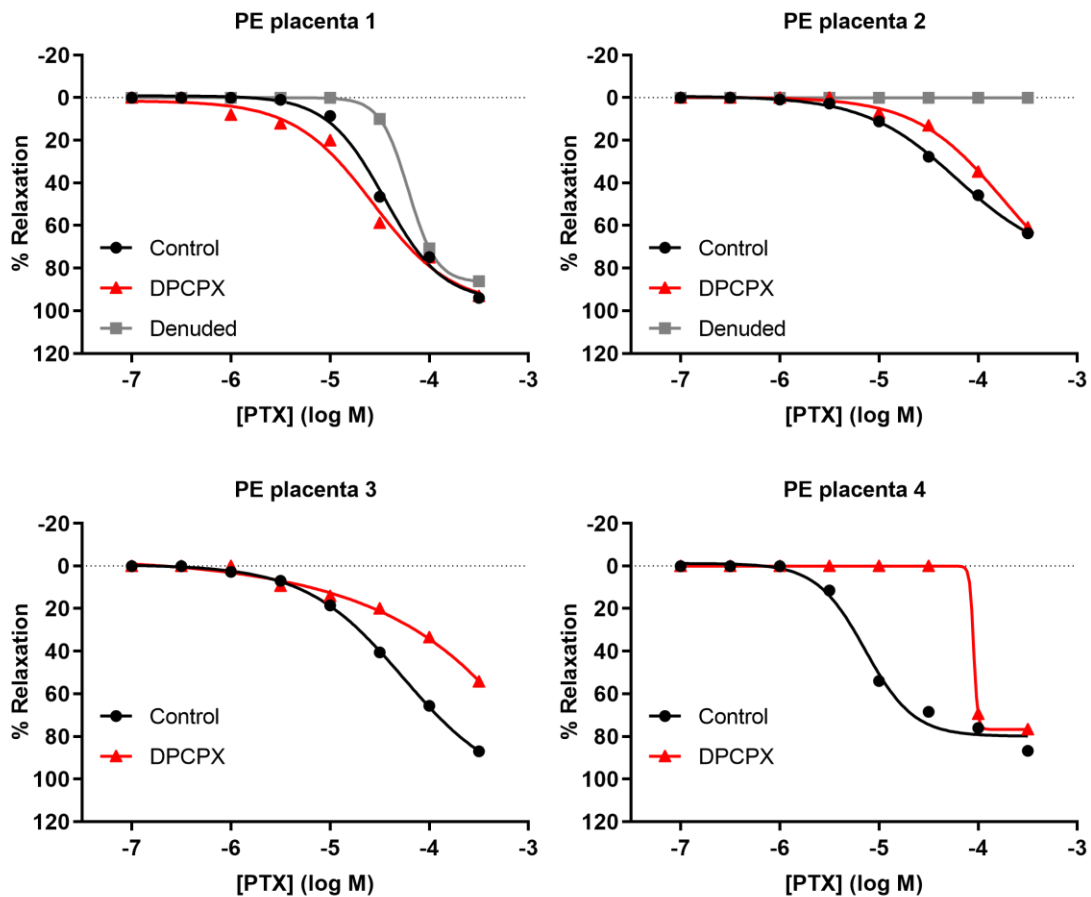 PE placenta 1
-20
0
20
40
60
80
100
120
% Relaxation
Control
DPCPX
Denuded
-7 -6 -5 -4 -3
[PTX] (log M)
PE placenta 2
-20
0
20
40
60
80
100
120
% Relaxation
Control
DPCPX
Denuded
-7 -6 -5 -4 -3
[PTX] (log M)
PE placenta 3
-20
0
20
40
60
80
100
120
% Relaxation
Control
DPCPX
-7 -6 -5 -4 -3
[PTX] (log M)
PE placenta 4
-20
0
20
40
60
80
100
120
% Relaxation
Control
DPCPX
-7 -6 -5 -4 -3
[PTX] (log M)